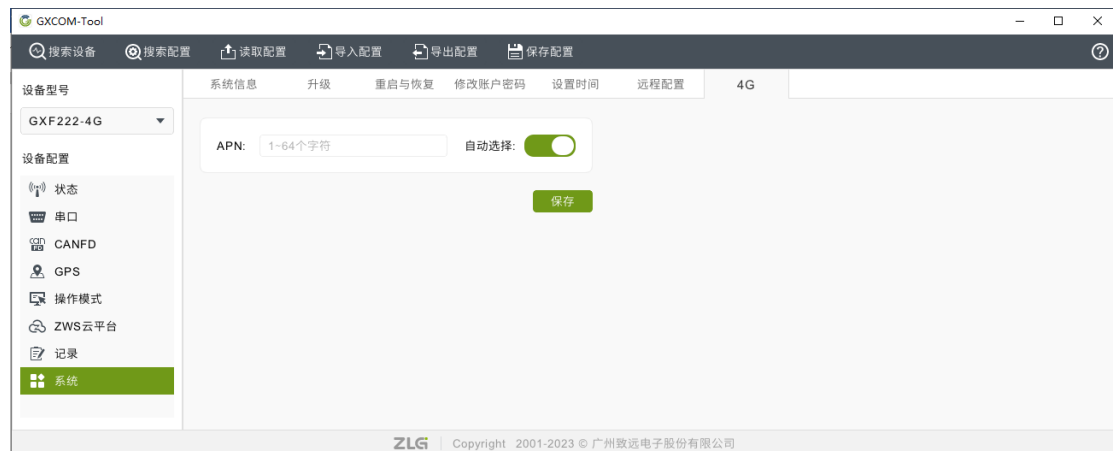 GXCOM-Tool
搜索设备 搜索配置 读取配置 导入配置 导出配置 保存配置
设备型号 系统信息 升级 重启与恢复 修改账户密码 设置时间 远程配置 4G
GXF222-4G
APN: 1~64个字符 自动选择:
设备配置
状态
保存
串口
CANFD
GPS
操作模式
ZWS云平台
记录
系统
ZLG Copyright 2001-2023 © 广州致远电子股份有限公司